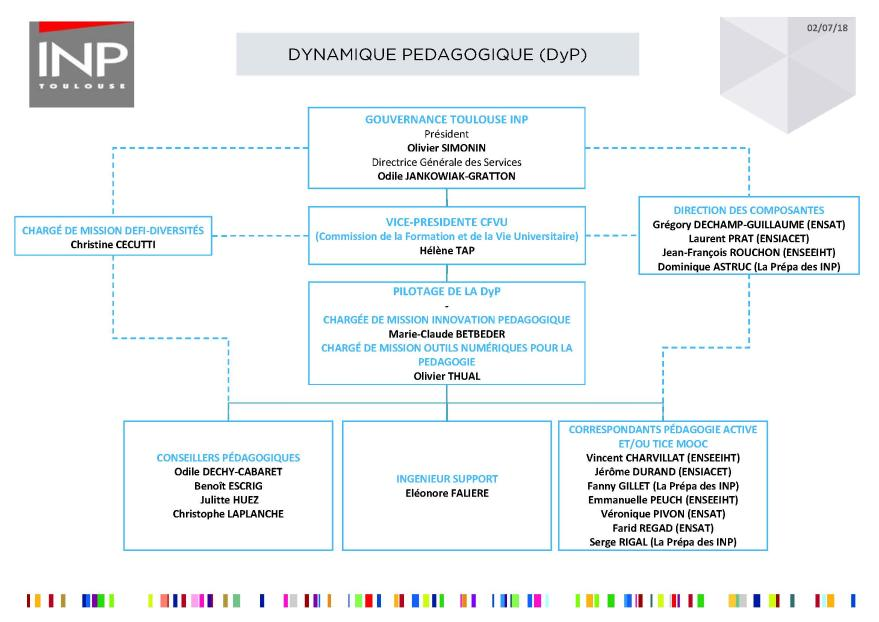 INP
TOULOUSE
DYNAMIQUE PEDAGOGIQUE (DyP)
02/07/18
GOUVERNANCE TOULOUSE INP
Président
Olivier SIMONIN
Directrice Générale des Services
Odile JANKOWIAK-GRATTON
CHARGÉ DE MISSION DEFI-DIVERSITÉS
Christine CECUTTI
VICE-PRESIDENTE CFVU
(Commission de la Formation et de la Vie Universitaire)
Hélène TAP
DIRECTION DES COMPOSANTES
Grégory DECHAMP-GUILLAUME (ENSAT)
Laurent PRAT (ENSIACET)
Jean-François ROUCHON (ENSEEIHT)
Dominique ASTRUC (La Prépa des INP)
PILOTAGE DE LA DyP
-
CHARGÉE DE MISSION INNOVATION PEDAGOGIQUE
Marie-Claude BETBEDER
CHARGÉ DE MISSION OUTILS NUMÉRIQUES POUR LA
PEDAGOGIE
Olivier THUAL
CONSEILLERS PÉDAGOGIQUES
Odile DECHY-CABARET
Benoît ESCRIG
Julitte HUEZ
Christophe LAPLANCHE
INGENIEUR SUPPORT
Eléonore FALIERE
CORRESPONDANTS PÉDAGOGIE ACTIVE
ET/OU TICE MOOC
Vincent CHARVILLAT (ENSEEIHT)
Jérôme DURAND (ENSIACET)
Fanny GILLET (La Prépa des INP)
Emmanuelle PEUCH (ENSEEIHT)
Véronique PIVON (ENSAT)
Farid REGAD (ENSAT)
Serge RIGAL (La Prépa des INP)